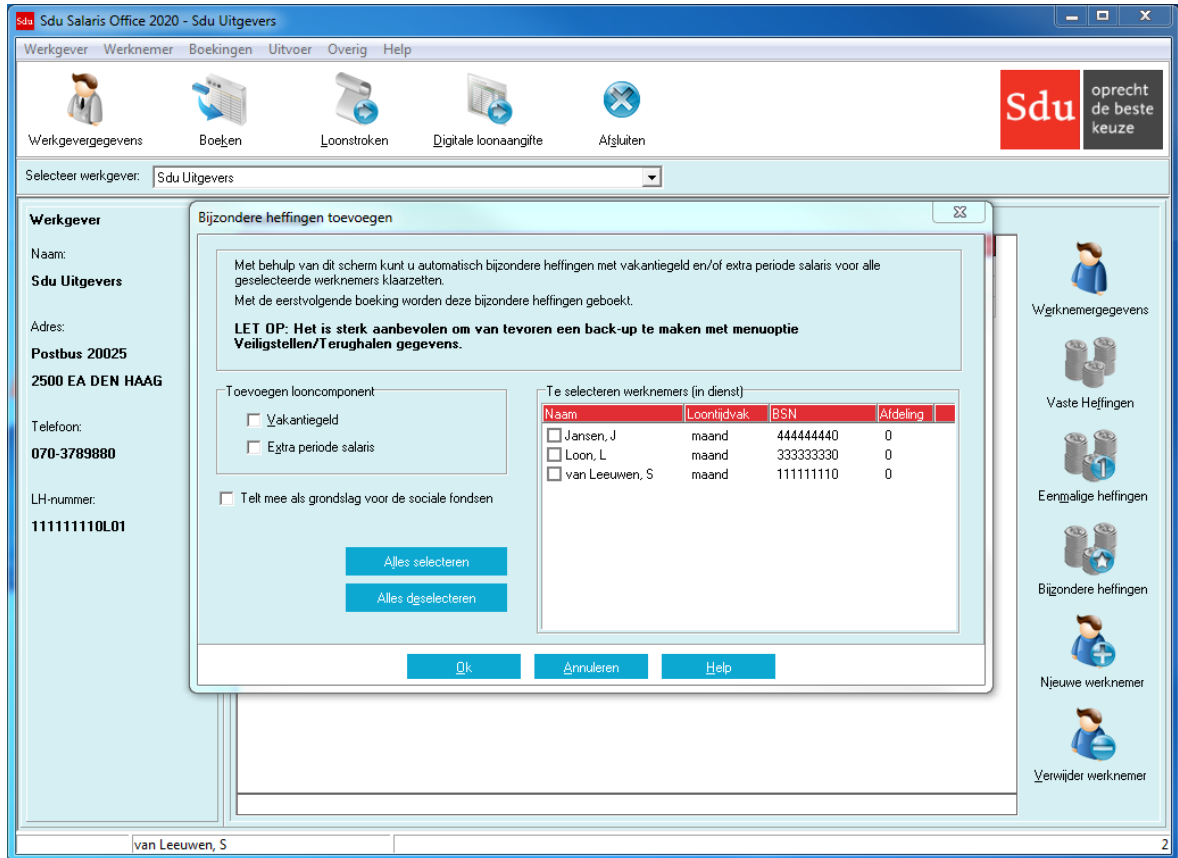 Sdu Sdu Salaris Office 2020 - Sdu Uitgevers
Werkgever Werknemer Boekingen Uitvoer Overig Help
Werkgevergegevens Boeken Loonstroken Digitale loonaangifte Afsluiten
Sdu
oprecht
de beste
keuze
Selecteer werkgever: Sdu Uitgevers
Werkgever
Naam:
Sdu Uitgevers
Adres:
Postbus 20025
2500 EA DEN HAAG
Telefoon:
070-3789880
LH-nummer:
111111110L01
Bijzondere heffingen toevoegen
Met behulp van dit scherm kunt u automatisch bijzondere heffingen met vakantiegeld en/of extra periode salaris voor alle
geselecteerde werknemers klaarzetten.
Met de eerstvolgende boeking worden deze bijzondere heffingen geboekt.
LET OP: Het is sterk aanbevolen om van tevoren een back-up te maken met menuoptie
Veiligstellen/Terughalen gegevens.
Toevoegen looncomponent
Vakantiegeld
Extra periode salaris
Telt mee als grondslag voor de sociale fondsen
Alles selecteren
Alles deselecteren
Te selecteren werknemers (in dienst)
Naam Loontijdvak BSN Afdeling
Jansen, J maand 444444440 0
Loon, L maand 333333330 0
van Leeuwen, S maand 111111110 0
Ok Annuleren Help
Werknemergegevens
Vaste Heffingen
1
Eenmalige heffingen
Bijzondere heffingen
Nieuwe werknemer
Verwijder werknemer
van Leeuwen, S 2